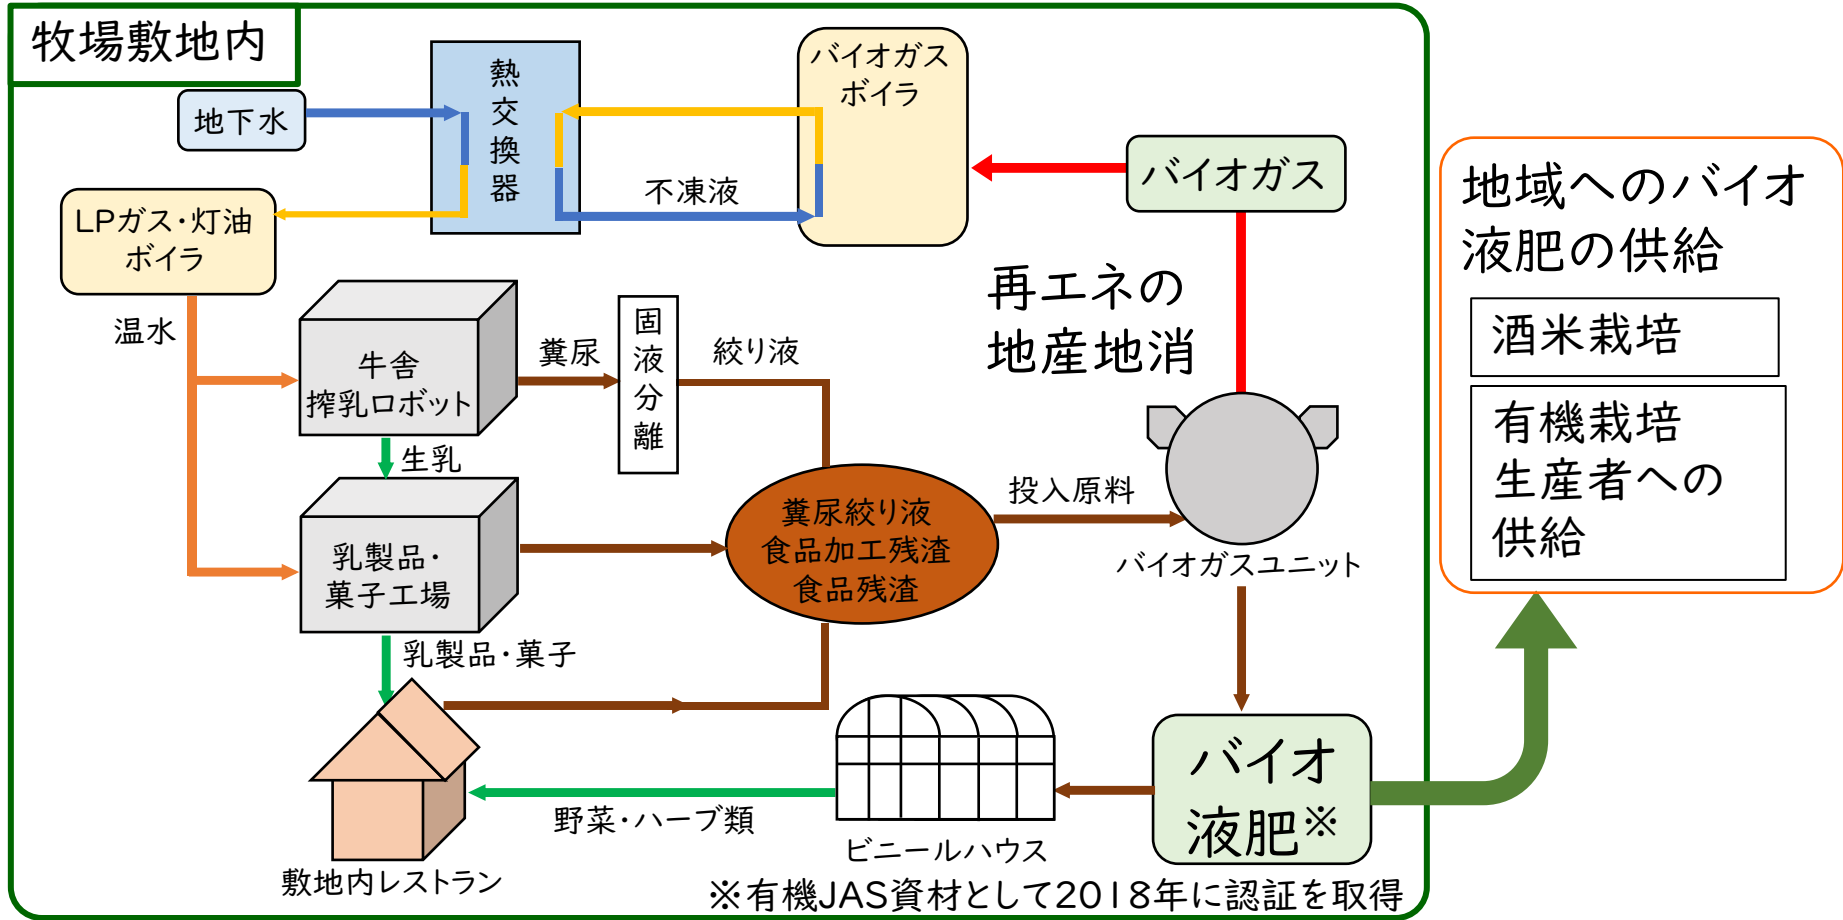 牧場敷地内
地下水
熱
交
換
器
バイオガス
ボイラ
不凍液
バイオガス
LPガス・灯油
ボイラ
温水
再エネの
地産地消
牛舎
搾乳ロボット
糞尿
固
液
分
離
絞り液
生乳
乳製品・
菓子工場
糞尿絞り液
食品加工残渣
食品残渣
投入原料
バイオガスユニット
乳製品・菓子
敷地内レストラン
野菜・ハーブ類
ビニールハウス
バイオ
液肥※
※有機JAS資材として2018年に認証を取得
地域へのバイオ
液肥の供給
酒米栽培
有機栽培
生産者への
供給